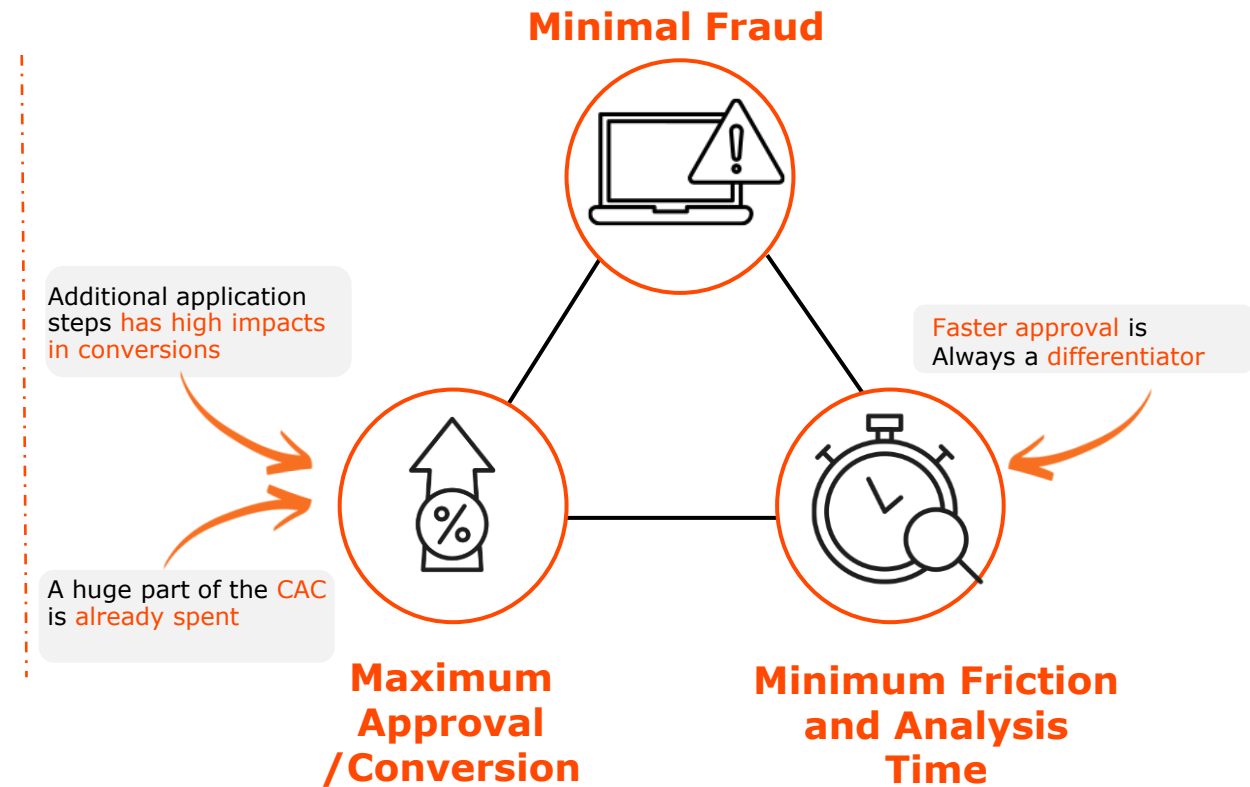 Minimal Fraud
Additional application
steps has high impacts
in conversions
Faster approval is
Always a differentiator
A huge part of the CAC
is already spent
Maximum
Approval
/Conversion
Minimum Friction
and Analysis
Time